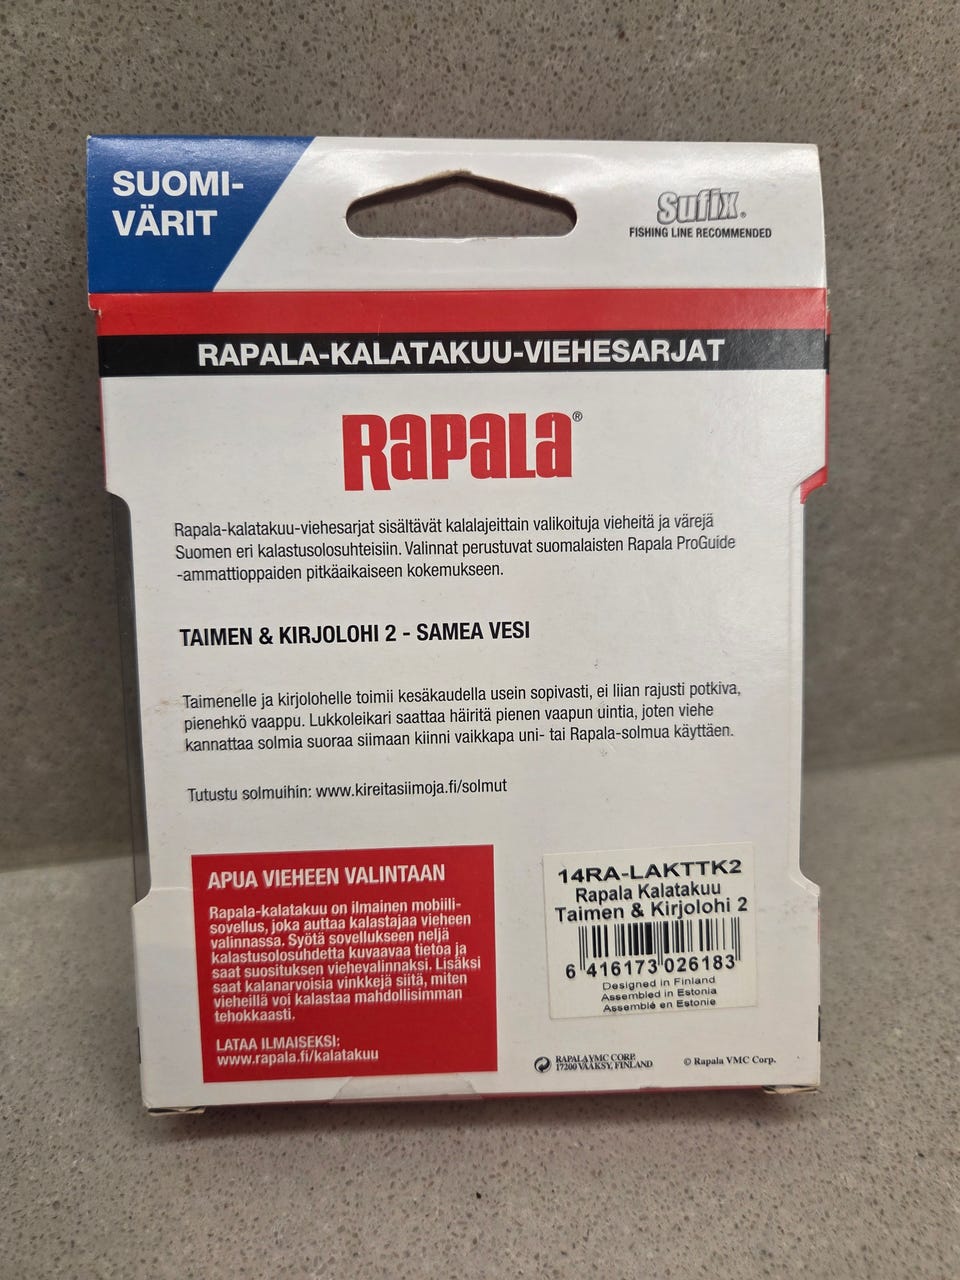 SUOMI-
VÄRIT
Sufix®
FISHING LINE RECOMMENDED
RAPALA-KALATAKUU-VIEHESARJAT
RAPALA®
Rapala-kalatakuu-viehesarjat sisältävät kalalajeittain valikoituja vieheitä ja värejä
Suomen eri kalastusolosuhteisiin. Valinnat perustuvat suomalaisten Rapala ProGuide
-ammattioppaiden pitkäaikaiseen kokemukseen.
TAIMEN & KIRJOLOHI 2 - SAMEA VESI
Taimenelle ja kirjolohelle toimii kesäkaudella usein sopivasti, ei liian rajusti potkiva,
pienehkö vaappu. Lukkoleikari saattaa häiritä pienen vaapun uintia, joten viehe
kannattaa solmia suoraa siimaan kiinni vaikkapa uni- tai Rapala-solmua käyttäen.
Tutustu solmuihin: www.kireitasiimoja.fi/solmut
APUA VIEHEEN VALINTAAN
Rapala-kalatakuu on ilmainen mobiili-
sovellus, joka auttaa kalastajaa vieheen
valinnassa. Syötä sovellukseen neljä
kalastusolosuhdetta kuvaavaa tietoa ja
saat suosituksen viehevalinnaksi. Lisäksi
saat kalanarvoisia vinkkejä siitä, miten
vieheillä voi kalastaa mahdollisimman
tehokkaasti.
LATAA ILMAISEKSI:
www.rapala.fi/kalatakuu
14RA-LAKTTK2
Rapala Kalatakuu
Taimen & Kirjolohi 2
6 416173 026183
Designed in Finland
Assembled in Estonia
Assemblé en Estonie
RAPALA VMC CORP.
17200 VÄÄKSY, FINLAND
© Rapala VMC Corp.